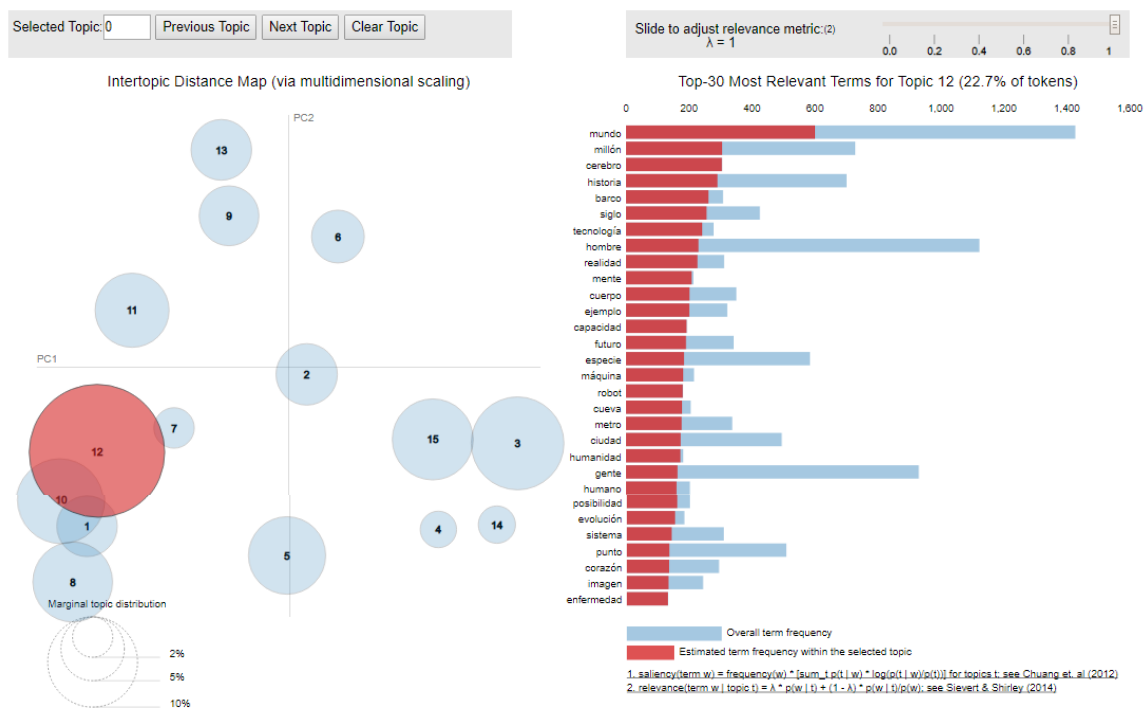 Selected Topic: 0 Previous Topic Next Topic Clear Topic
Slide to adjust relevance metric:(2)
λ = 1
0.0 0.2 0.4 0.6 0.8 1
Intertopic Distance Map (via multidimensional scaling)
PC2
PC1
13
9
6
11
2
7
12
15
3
10
1
4
14
5
8
Marginal topic distribution
2%
5%
10%
Top-30 Most Relevant Terms for Topic 12 (22.7% of tokens)
0 200 400 600 800 1,000 1,200 1,400 1,600
mundo
millón
cerebro
historia
barco
siglo
tecnología
hombre
realidad
mente
cuerpo
ejemplo
capacidad
futuro
especie
máquina
robot
cueva
metro
ciudad
humanidad
gente
humano
posibilidad
evolución
sistema
punto
corazón
imagen
enfermedad
Overall term frequency
Estimated term frequency within the selected topic
1. saliency(term w) = frequency(w) * [sum_t p(t | w) * log(p(t | w)/p(t))] for topics t; see Chuang et. al (2012)
2. relevance(term w | topic t) = λ * p(w | t) + (1 - λ) * p(w | t)/p(w); see Sievert & Shirley (2014)